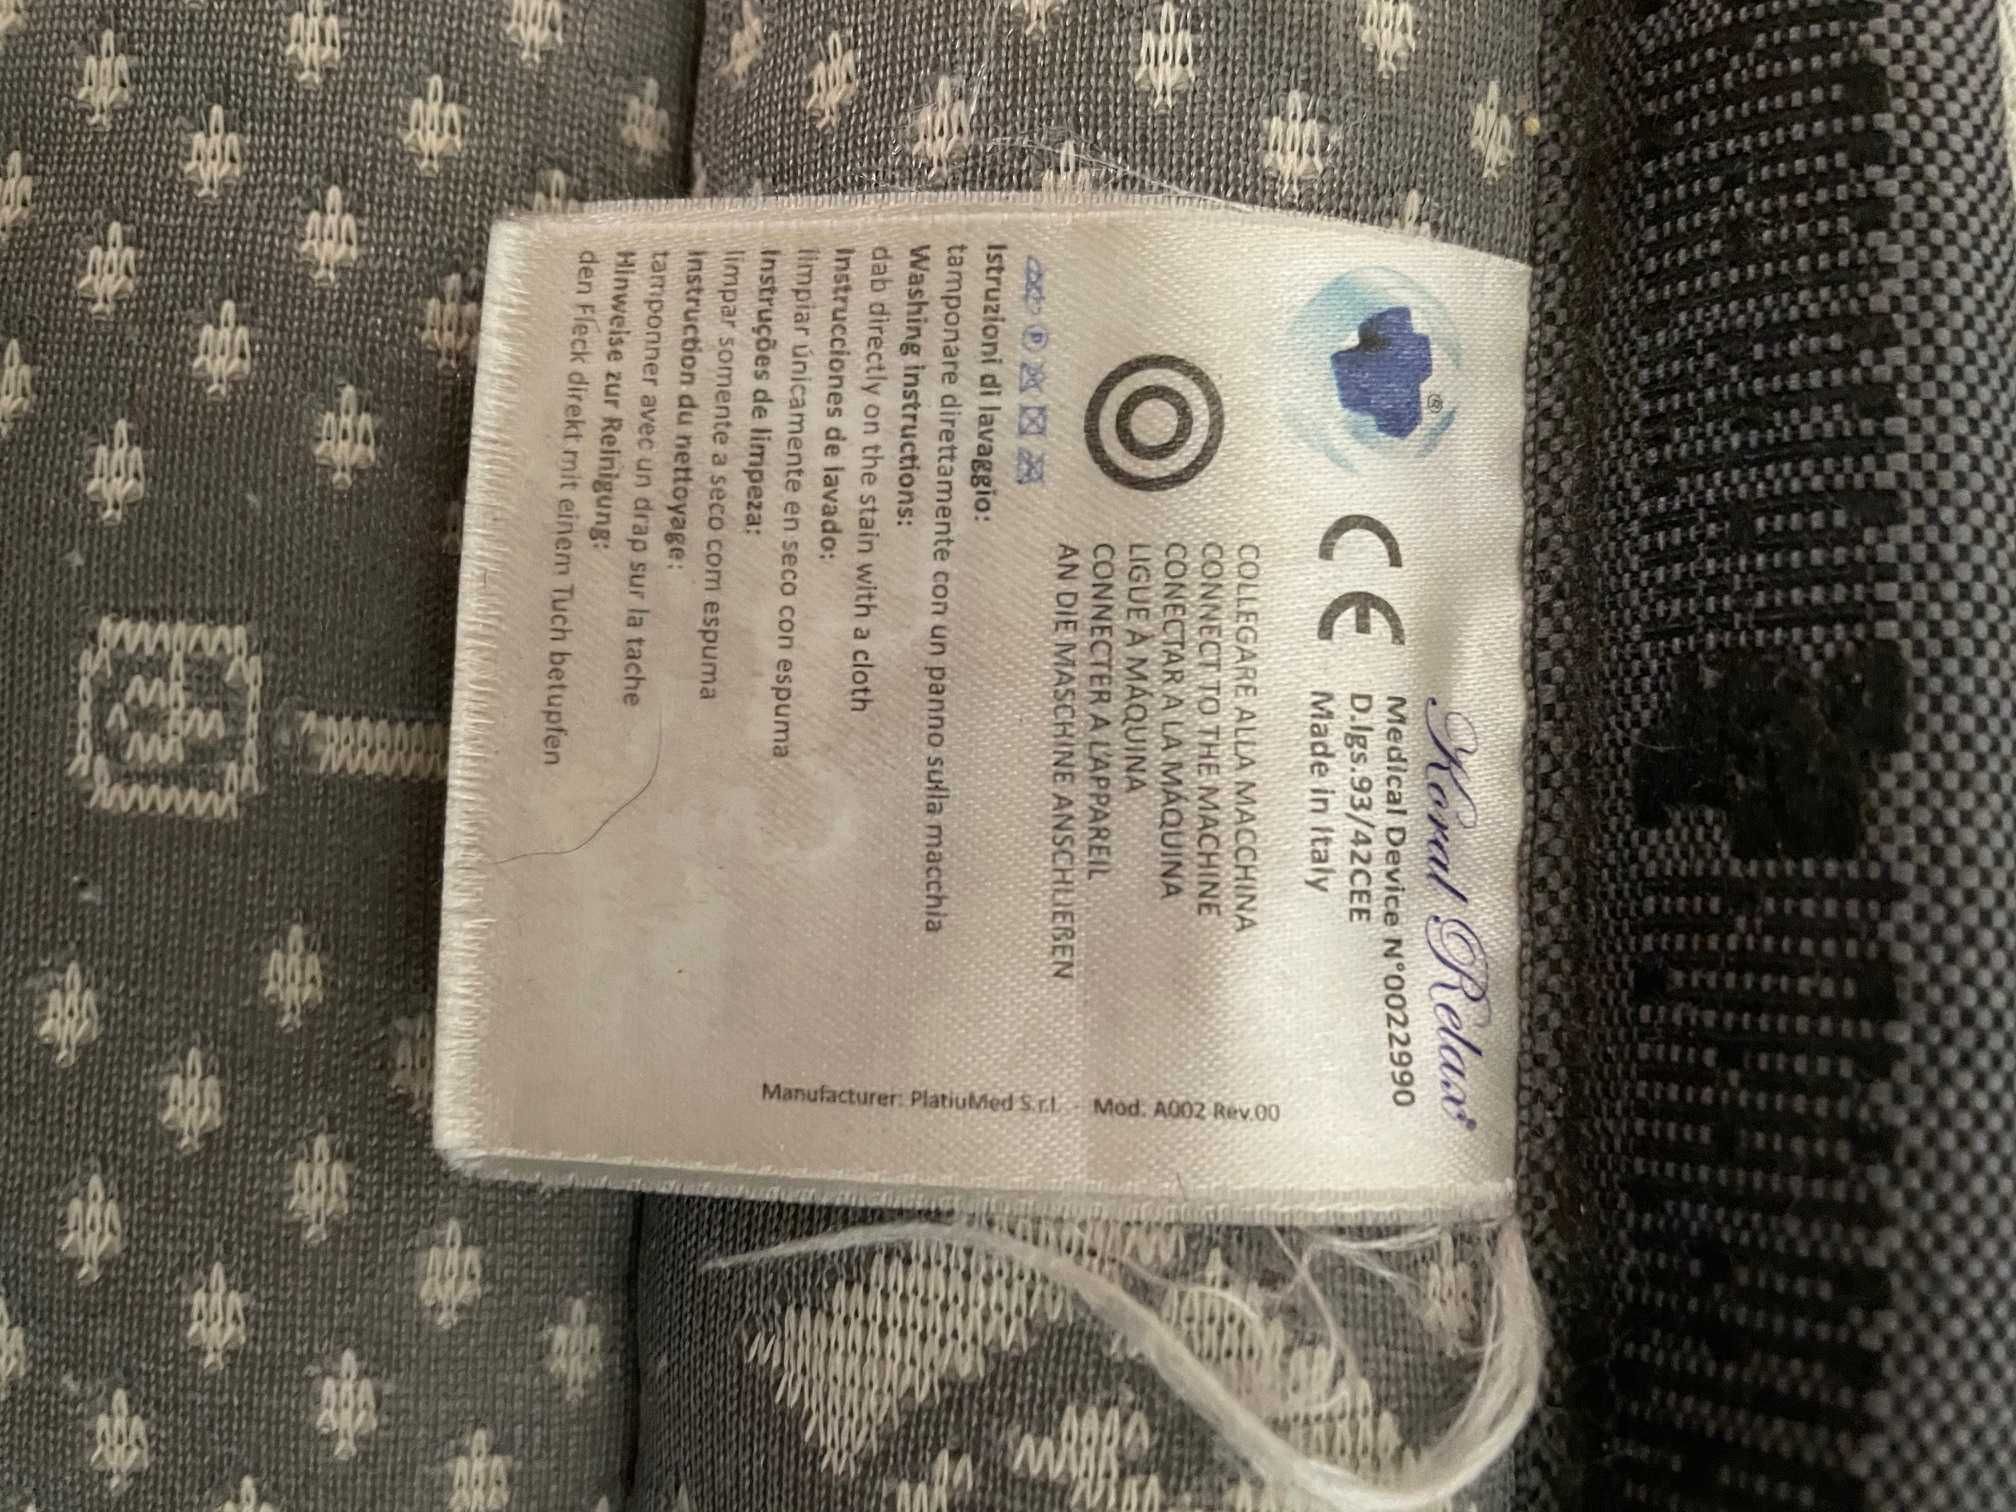 Koral Relax®
Medical Device N°0022990
D.lgs.93/42CEE
Made in Italy
®
CE
COLLEGARE ALLA MACCHINA
CONNECT TO THE MACHINE
CONECTAR A LA MÁQUINA
LIGUE À MÁQUINA
CONNECTER A L'APPAREIL
AN DIE MASCHINE ANSCHLIEßEN
P
Istruzioni di lavaggio:
tamponare direttamente con un panno sulla macchia
Washing instructions:
dab directly on the stain with a cloth
Instrucciones de lavado:
limpiar únicamente en seco con espuma
Instruções de limpeza:
limpar somente a seco com espuma
Instruction du nettoyage:
tamponner avec un drap sur la tache
Hinweise zur Reinigung:
den Fleck direkt mit einem Tuch betupfen
Manufacturer: PlatiuMed S.r.l. - Mod. A002 Rev.00